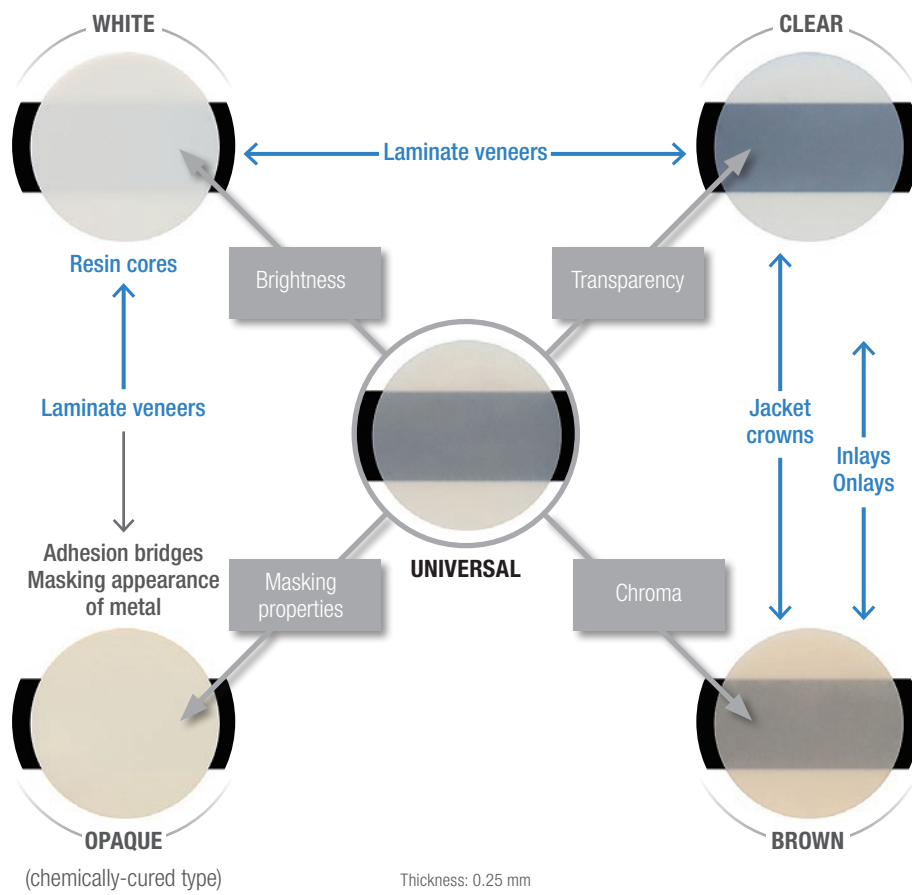 WHITE
CLEAR
Laminate veneers
Resin cores
Brightness
Transparency
Laminate veneers
Jacket
crowns
Inlays
Onlays
Adhesion bridges
Masking appearance
of metal
Masking
properties
UNIVERSAL
Chroma
OPAQUE
BROWN
(chemically-cured type)
Thickness: 0.25 mm